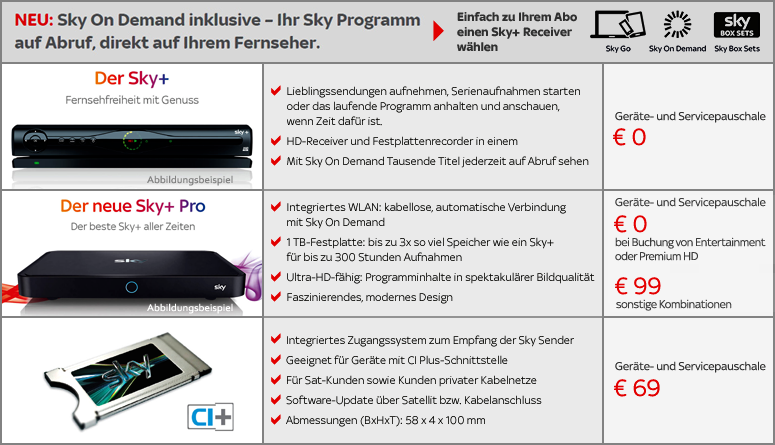 NEU: Sky On Demand inklusive – Ihr Sky Programm
auf Abruf, direkt auf Ihrem Fernseher.
Einfach zu Ihrem Abo
einen Sky+ Receiver
wählen
Sky Go
Sky On Demand
sky
BOX SETS
Sky Box Sets
Der Sky+
Fernsehfreiheit mit Genuss
sky+
Abbildungsbeispiel
Lieblingssendungen aufnehmen, Serienaufnahmen starten
oder das laufende Programm anhalten und anschauen,
wenn Zeit dafür ist.
HD-Receiver und Festplattenrecorder in einem
Mit Sky On Demand Tausende Titel jederzeit auf Abruf sehen
Geräte- und Servicepauschale
€ 0
Der neue Sky+ Pro
Der beste Sky+ aller Zeiten
sky
sky
Abbildungsbeispiel
Integriertes WLAN: kabellose, automatische Verbindung
mit Sky On Demand
1 TB-Festplatte: bis zu 3x so viel Speicher wie ein Sky+
für bis zu 300 Stunden Aufnahmen
Ultra-HD-fähig: Programminhalte in spektakulärer Bildqualität
Faszinierendes, modernes Design
Geräte- und Servicepauschale
€ 0
bei Buchung von Entertainment
oder Premium HD
€ 99
sonstige Kombinationen
sky
CI+
Integriertes Zugangssystem zum Empfang der Sky Sender
Geeignet für Geräte mit CI Plus-Schnittstelle
Für Sat-Kunden sowie Kunden privater Kabelnetze
Software-Update über Satellit bzw. Kabelanschluss
Abmessungen (BxHxT): 58 x 4 x 100 mm
Geräte- und Servicepauschale
€ 69